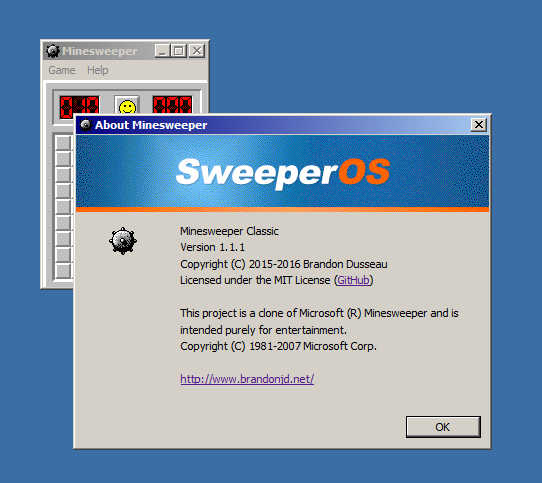 Minesweeper
Game Help
About Minesweeper
SweeperOS
Minesweeper Classic
Version 1.1.1
Copyright (C) 2015-2016 Brandon Dusseau
Licensed under the MIT License (GitHub)
This project is a clone of Microsoft (R) Minesweeper and is
intended purely for entertainment.
Copyright (C) 1981-2007 Microsoft Corp.
http://www.brandonjd.net/
OK